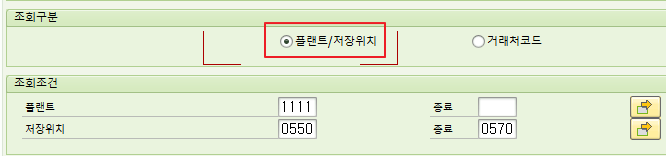 조회구분
플랜트/저장위치 거래처코드
조회조건
플랜트 1111 종료
저장위치 0550 종료 0570